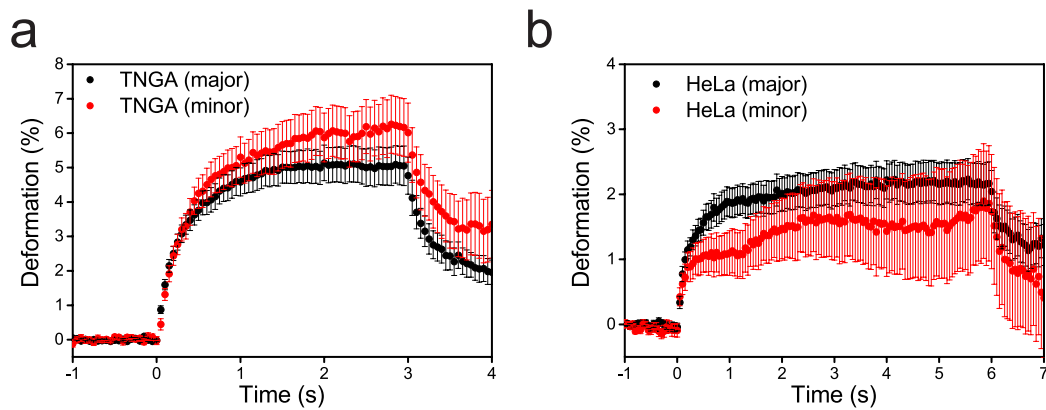 a
TNGA (major)
TNGA (minor)
Deformation (%)
8
7
6
5
4
3
2
1
0
-1 0 1 2 3 4
Time (s)
b
HeLa (major)
HeLa (minor)
Deformation (%)
4
3
2
1
0
-1 0 1 2 3 4 5 6 7
Time (s)